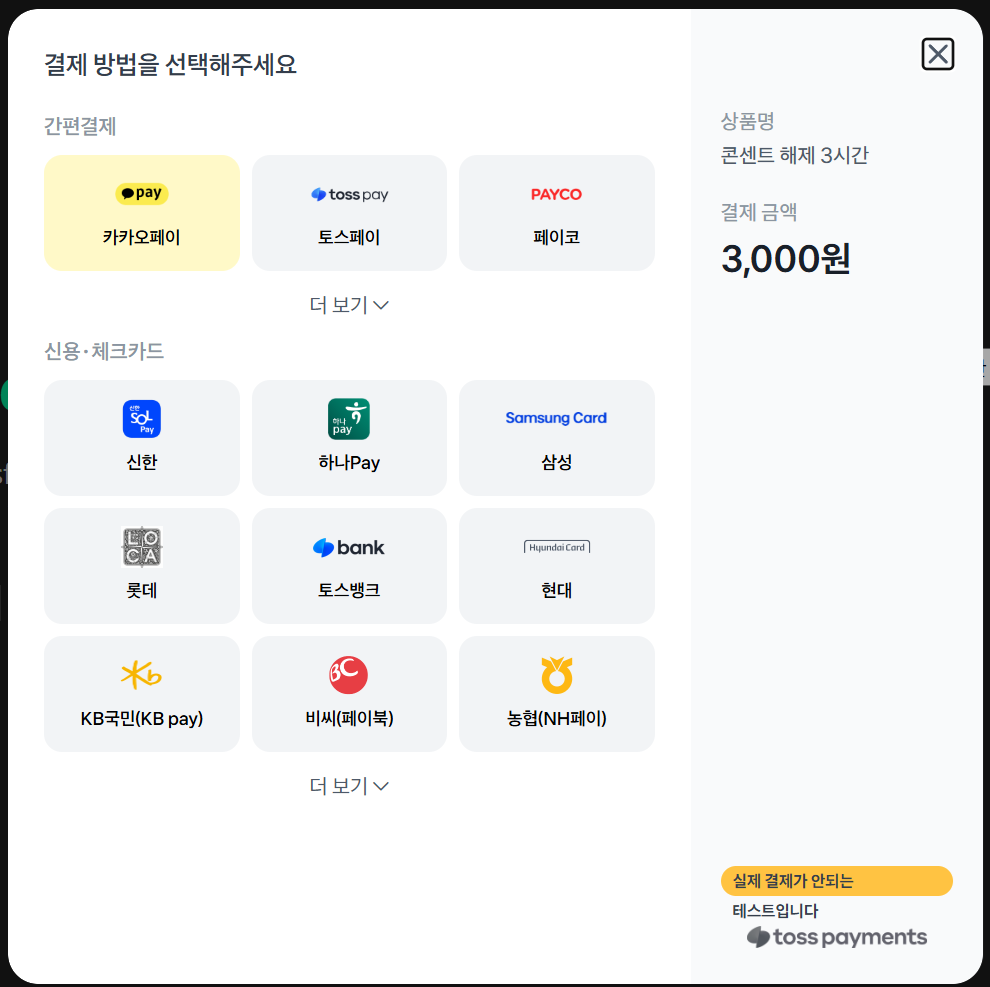 결제 방법을 선택해주세요
간편결제
pay
카카오페이
toss pay
토스페이
PAYCO
페이코
더 보기
신용·체크카드
신한
SOL
Pay
신한
하나
pay
하나Pay
Samsung Card
삼성
LO
CA
롯데
bank
토스뱅크
Hyundai Card
현대
Kb
KB국민(KB pay)
BC
비씨(페이북)
농협(NH페이)
더 보기
상품명
콘센트 해제 3시간
결제 금액
3,000원
실제 결제가 안되는
테스트입니다
toss payments